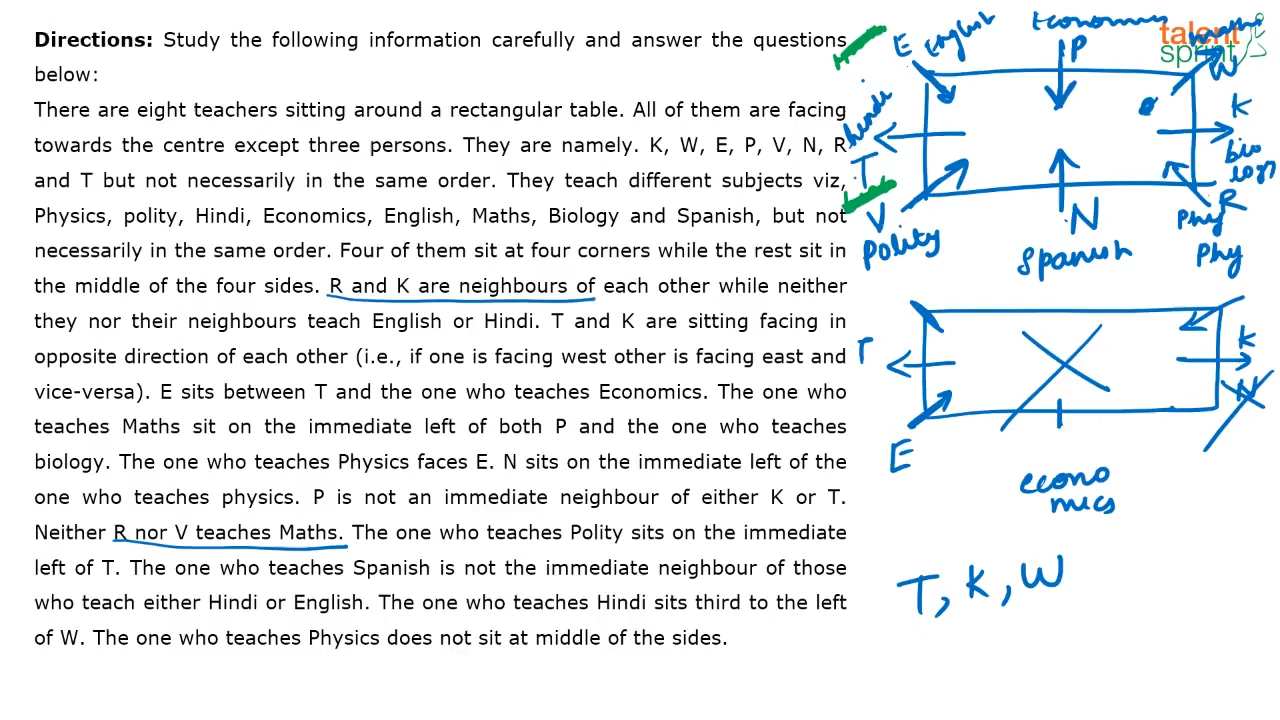 Directions: Study the following information carefully and answer the questions
below:
There are eight teachers sitting around a rectangular table. All of them are facing
towards the centre except three persons. They are namely. K, W, E, P, V, N, R
and T but not necessarily in the same order. They teach different subjects viz,
Physics, polity, Hindi, Economics, English, Maths, Biology and Spanish, but not
necessarily in the same order. Four of them sit at four corners while the rest sit in
the middle of the four sides. R and K are neighbours of each other while neither
they nor their neighbours teach English or Hindi. T and K are sitting facing in
opposite direction of each other (i.e., if one is facing west other is facing east and
vice-versa). E sits between T and the one who teaches Economics. The one who
teaches Maths sit on the immediate left of both P and the one who teaches
biology. The one who teaches Physics faces E. N sits on the immediate left of the
one who teaches physics. P is not an immediate neighbour of either K or T.
Neither R nor V teaches Maths. The one who teaches Polity sits on the immediate
left of T. The one who teaches Spanish is not the immediate neighbour of those
who teach either Hindi or English. The one who teaches Hindi sits third to the left
of W. The one who teaches Physics does not sit at middle of the sides.
talent
sprint
E English
Economics
P
W
hindi
T
K
bio
logy
V
Polity
N
Spanish
R
Phy
Phy
T
K
N
E
econo
mics
T, K, W